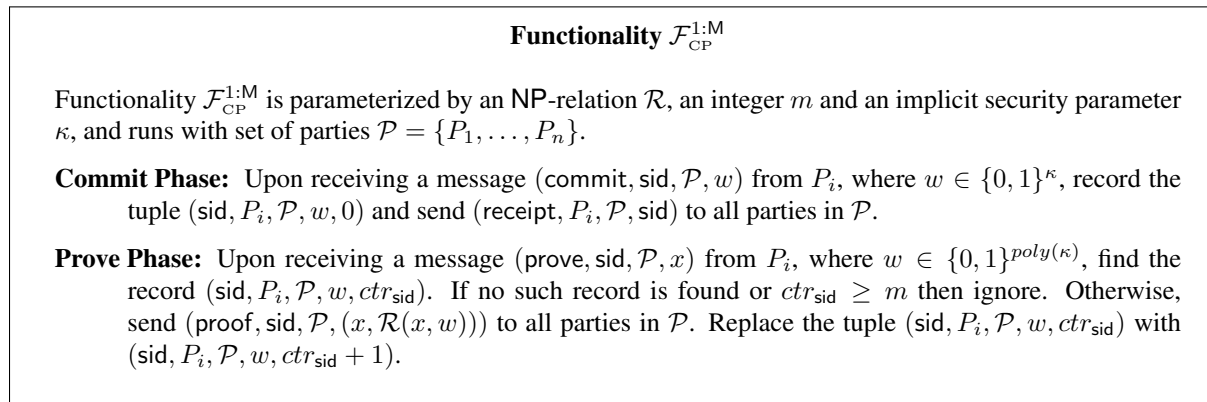 Functionality $\mathcal{F}_{\mathrm{CP}}^{1:\mathsf{M}}$
Functionality $\mathcal{F}_{\mathrm{CP}}^{1:\mathsf{M}}$ is parameterized by an NP-relation $\mathcal{R}$, an integer $m$ and an implicit security parameter
$\kappa$, and runs with set of parties $\mathcal{P} = \{P_1, \ldots, P_n\}$.
Commit Phase: Upon receiving a message (commit, sid, $\mathcal{P}$, $w$) from $P_i$, where $w \in \{0, 1\}^{\kappa}$, record the
tuple (sid, $P_i$, $\mathcal{P}$, $w$, 0) and send (receipt, $P_i$, $\mathcal{P}$, sid) to all parties in $\mathcal{P}$.
Prove Phase: Upon receiving a message (prove, sid, $\mathcal{P}$, $x$) from $P_i$, where $w \in \{0, 1\}^{poly(\kappa)}$, find the
record (sid, $P_i$, $\mathcal{P}$, $w$, $ctr_{\mathsf{sid}}$). If no such record is found or $ctr_{\mathsf{sid}} \geq m$ then ignore. Otherwise,
send (proof, sid, $\mathcal{P}$, $(x, \mathcal{R}(x, w))$) to all parties in $\mathcal{P}$. Replace the tuple (sid, $P_i$, $\mathcal{P}$, $w$, $ctr_{\mathsf{sid}}$) with
(sid, $P_i$, $\mathcal{P}$, $w$, $ctr_{\mathsf{sid}} + 1$).